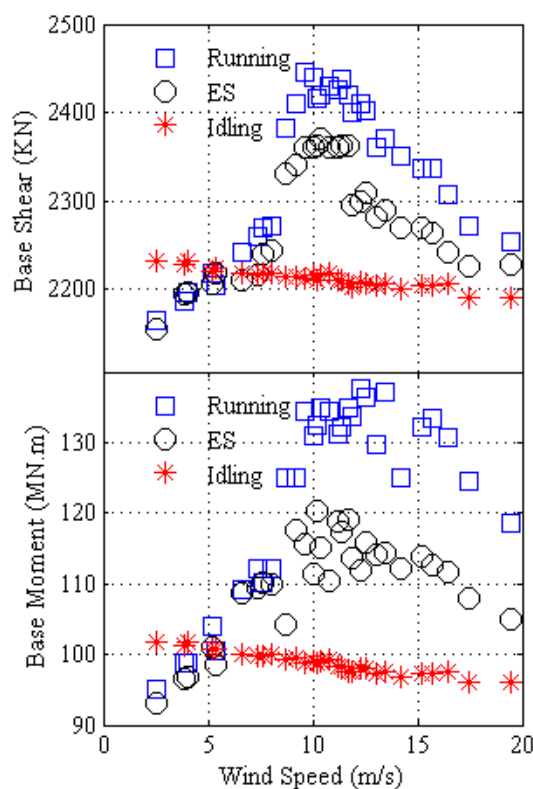 2500
Running
2400
ES
Idling
2300
2200
Base Shear (KN)
Running
130
ES
120
Idling
110
100
90
Base Moment (MN.m)
0 5 10 15 20
Wind Speed (m/s)